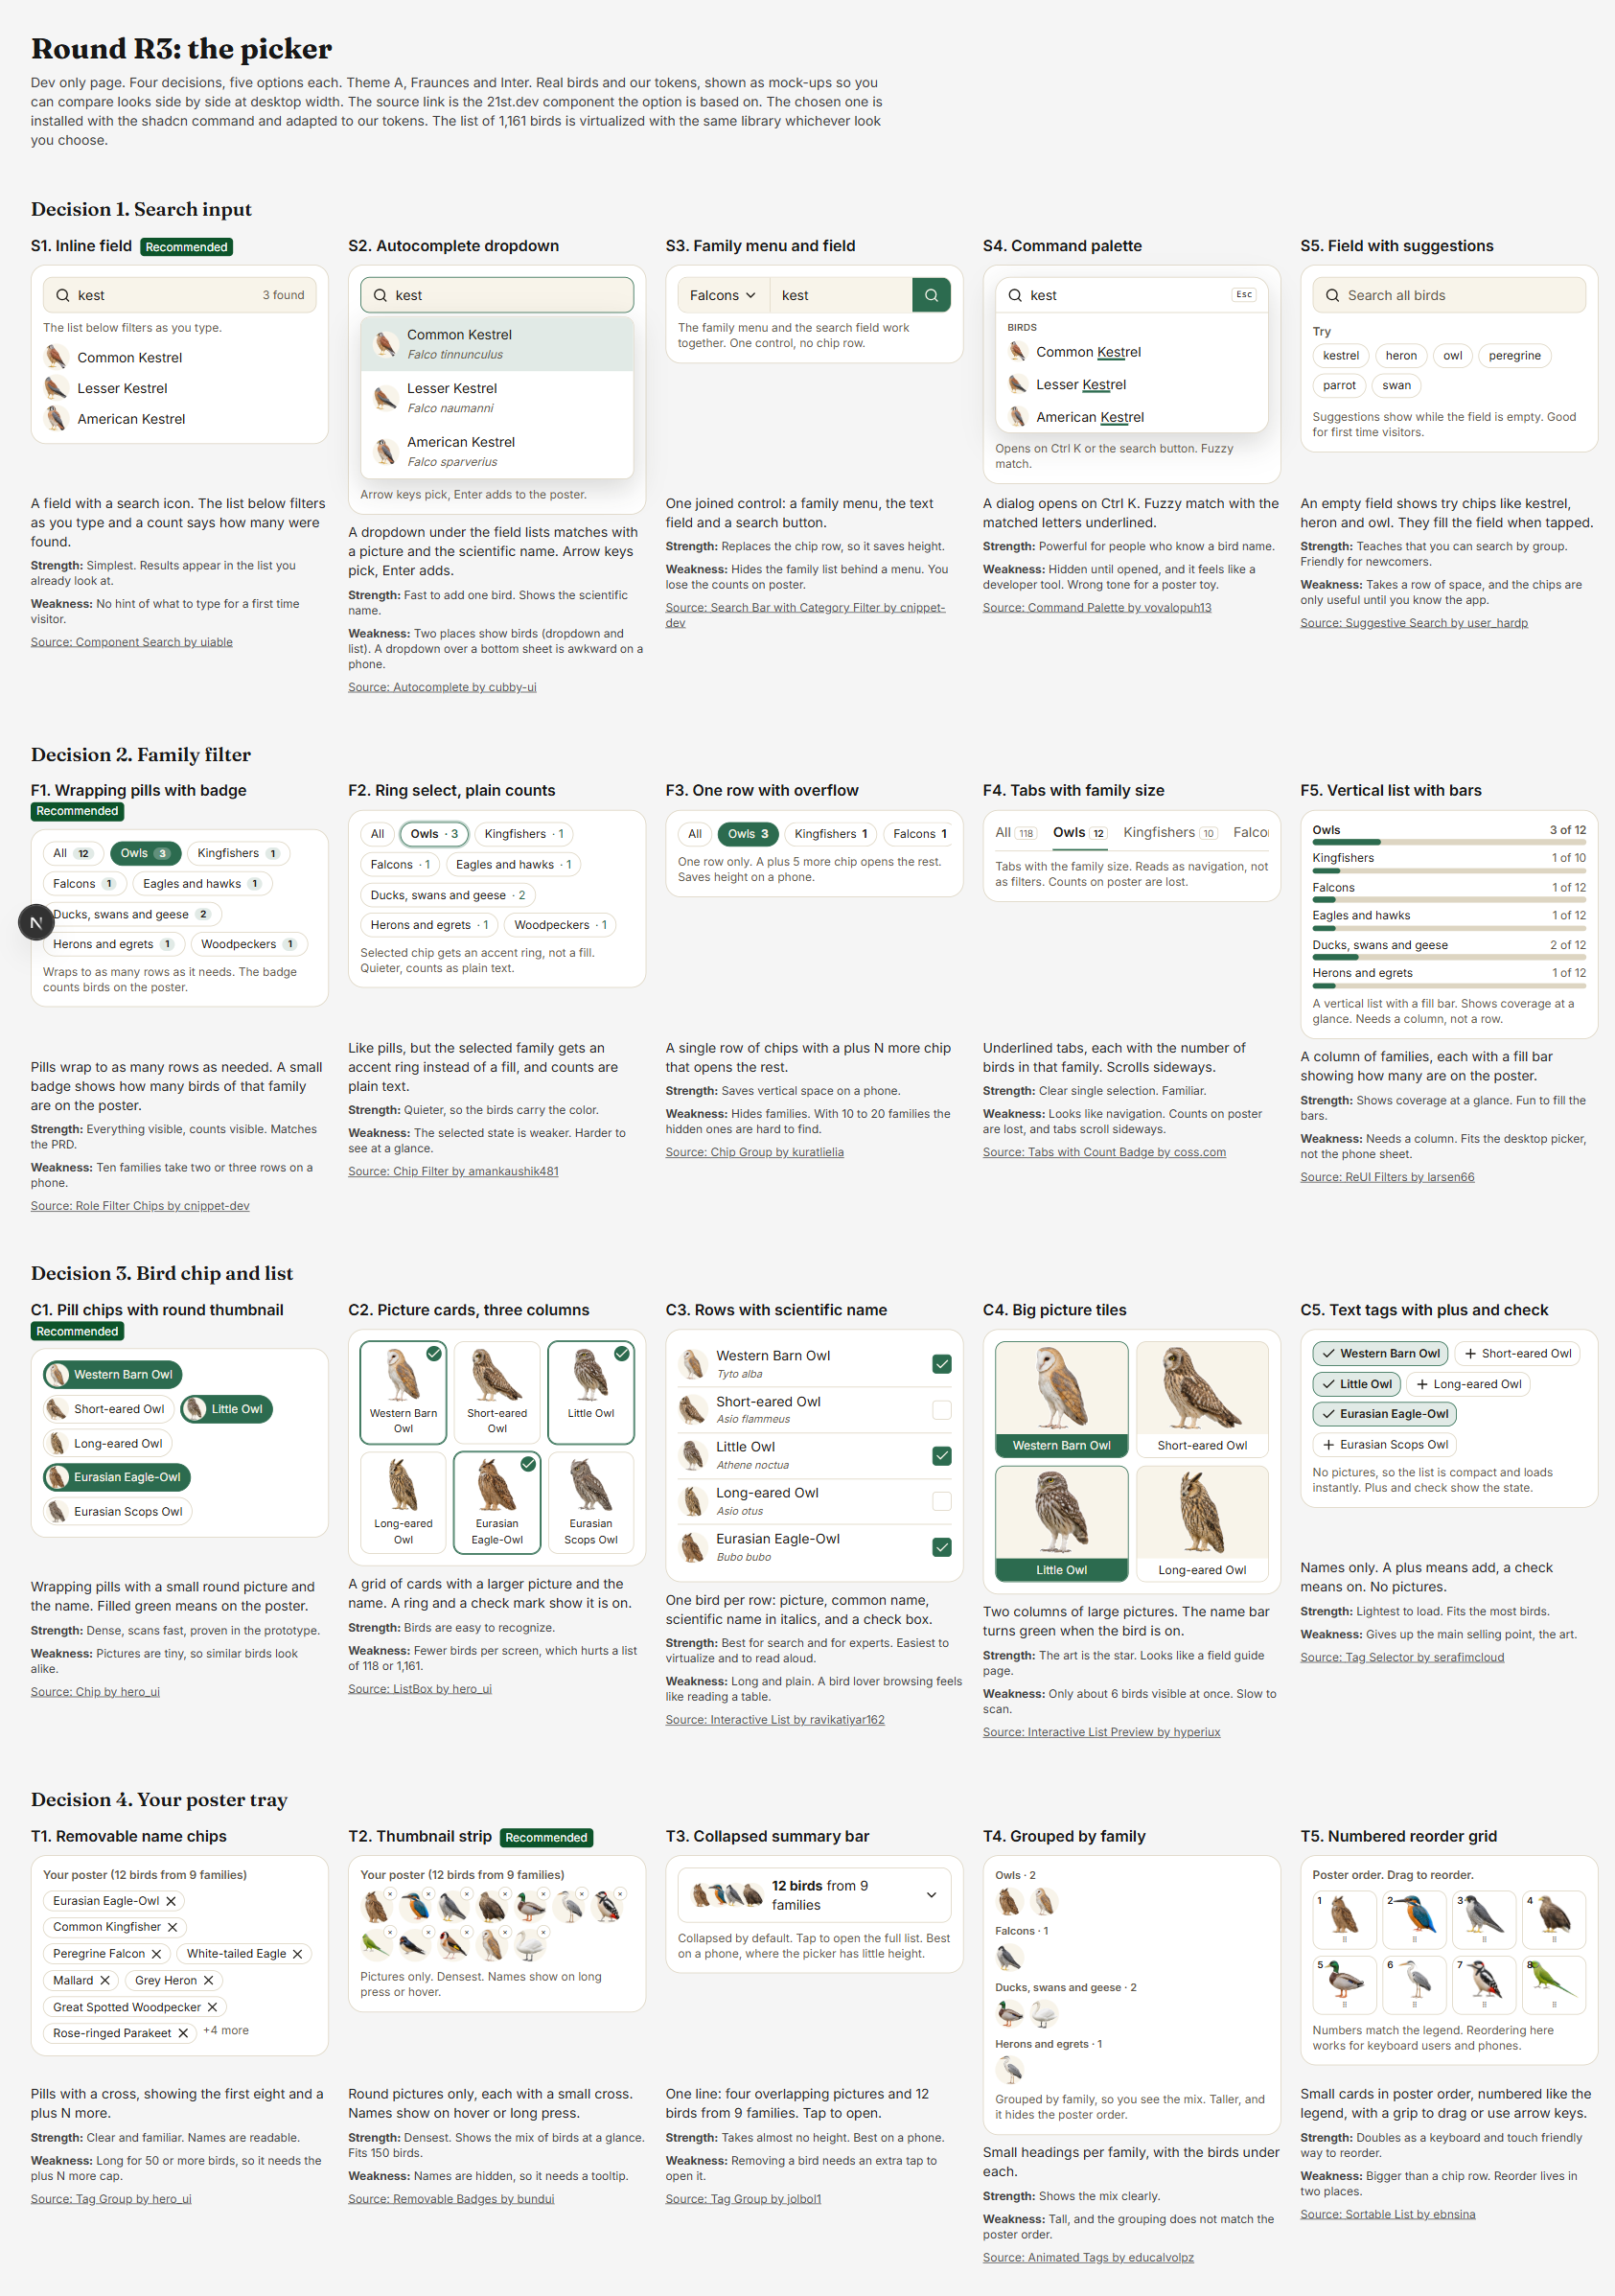 Round R3: the picker
Dev only page. Four decisions, five options each. Theme A, Fraunces and Inter. Real birds and our tokens, shown as mock-ups so you
can compare looks side by side at desktop width. The source link is the 21st.dev component the option is based on. The chosen one is
installed with the shadcn command and adapted to our tokens. The list of 1,161 birds is virtualized with the same library whichever look
you choose.
Decision 1. Search input
S1. Inline field Recommended
kest 3 found
The list below filters as you type.
Common Kestrel
Lesser Kestrel
American Kestrel
A field with a search icon. The list below filters
as you type and a count says how many were
found.
Strength: Simplest. Results appear in the list you
already look at.
Weakness: No hint of what to type for a first time
visitor.
Source: Component Search by uiable
S2. Autocomplete dropdown
kest
Common Kestrel
Falco tinnunculus
Lesser Kestrel
Falco naumanni
American Kestrel
Falco sparverius
Arrow keys pick, Enter adds to the poster.
A dropdown under the field lists matches with
a picture and the scientific name. Arrow keys
pick, Enter adds.
Strength: Fast to add one bird. Shows the scientific
name.
Weakness: Two places show birds (dropdown and
list). A dropdown over a bottom sheet is awkward on a
phone.
Source: Autocomplete by cubby-ui
S3. Family menu and field
Falcons kest
The family menu and the search field work
together. One control, no chip row.
One joined control: a family menu, the text
field and a search button.
Strength: Replaces the chip row, so it saves height.
Weakness: Hides the family list behind a menu. You
lose the counts on poster.
Source: Search Bar with Category Filter by cnippet-
dev
S4. Command palette
kest Esc
BIRDS
Common Kestrel
Lesser Kestrel
American Kestrel
Opens on Ctrl K or the search button. Fuzzy
match.
A dialog opens on Ctrl K. Fuzzy match with the
matched letters underlined.
Strength: Powerful for people who know a bird name.
Weakness: Hidden until opened, and it feels like a
developer tool. Wrong tone for a poster toy.
Source: Command Palette by vovalopuh13
S5. Field with suggestions
Search all birds
Try
kestrel heron owl peregrine
parrot swan
Suggestions show while the field is empty. Good
for first time visitors.
An empty field shows try chips like kestrel,
heron and owl. They fill the field when tapped.
Strength: Teaches that you can search by group.
Friendly for newcomers.
Weakness: Takes a row of space, and the chips are
only useful until you know the app.
Source: Suggestive Search by user_hardp
Decision 2. Family filter
F1. Wrapping pills with badge
Recommended
All 12 Owls 3 Kingfishers 1
Falcons 1 Eagles and hawks 1
N
Ducks, swans and geese 2
Herons and egrets 1 Woodpeckers 1
Wraps to as many rows as it needs. The badge
counts birds on the poster.
Pills wrap to as many rows as needed. A small
badge shows how many birds of that family
are on the poster.
Strength: Everything visible, counts visible. Matches
the PRD.
Weakness: Ten families take two or three rows on a
phone.
Source: Role Filter Chips by cnippet-dev
F2. Ring select, plain counts
All Owls · 3 Kingfishers · 1
Falcons · 1 Eagles and hawks · 1
Ducks, swans and geese · 2
Herons and egrets · 1 Woodpeckers · 1
Selected chip gets an accent ring, not a fill.
Quieter, counts as plain text.
Like pills, but the selected family gets an
accent ring instead of a fill, and counts are
plain text.
Strength: Quieter, so the birds carry the color.
Weakness: The selected state is weaker. Harder to
see at a glance.
Source: Chip Filter by amankaushik481
F3. One row with overflow
All Owls 3 Kingfishers 1 Falcons 1
One row only. A plus 5 more chip opens the rest.
Saves height on a phone.
A single row of chips with a plus N more chip
that opens the rest.
Strength: Saves vertical space on a phone.
Weakness: Hides families. With 10 to 20 families the
hidden ones are hard to find.
Source: Chip Group by kuratlielia
F4. Tabs with family size
All 118 Owls 12 Kingfishers 10 Falco
Tabs with the family size. Reads as navigation, not
as filters. Counts on poster are lost.
Underlined tabs, each with the number of
birds in that family. Scrolls sideways.
Strength: Clear single selection. Familiar.
Weakness: Looks like navigation. Counts on poster
are lost, and tabs scroll sideways.
Source: Tabs with Count Badge by coss.com
F5. Vertical list with bars
Owls 3 of 12
Kingfishers 1 of 10
Falcons 1 of 12
Eagles and hawks 1 of 12
Ducks, swans and geese 2 of 12
Herons and egrets 1 of 12
A vertical list with a fill bar. Shows coverage at a
glance. Needs a column, not a row.
A column of families, each with a fill bar
showing how many are on the poster.
Strength: Shows coverage at a glance. Fun to fill the
bars.
Weakness: Needs a column. Fits the desktop picker,
not the phone sheet.
Source: ReUI Filters by larsen66
Decision 3. Bird chip and list
C1. Pill chips with round thumbnail
Recommended
Western Barn Owl
Short-eared Owl Little Owl
Long-eared Owl
Eurasian Eagle-Owl
Eurasian Scops Owl
Wrapping pills with a small round picture and
the name. Filled green means on the poster.
Strength: Dense, scans fast, proven in the prototype.
Weakness: Pictures are tiny, so similar birds look
alike.
Source: Chip by hero_ui
C2. Picture cards, three columns
Western Barn Owl
Short-eared Owl
Little Owl
Long-eared Owl
Eurasian Eagle-Owl
Eurasian Scops Owl
A grid of cards with a larger picture and the
name. A ring and a check mark show it is on.
Strength: Birds are easy to recognize.
Weakness: Fewer birds per screen, which hurts a list
of 118 or 1,161.
Source: ListBox by hero_ui
C3. Rows with scientific name
Western Barn Owl
Tyto alba
Short-eared Owl
Asio flammeus
Little Owl
Athene noctua
Long-eared Owl
Asio otus
Eurasian Eagle-Owl
Bubo bubo
One bird per row: picture, common name,
scientific name in italics, and a check box.
Strength: Best for search and for experts. Easiest to
virtualize and to read aloud.
Weakness: Long and plain. A bird lover browsing feels
like reading a table.
Source: Interactive List by ravikatiyar162
C4. Big picture tiles
Western Barn Owl Short-eared Owl
Little Owl Long-eared Owl
Two columns of large pictures. The name bar
turns green when the bird is on.
Strength: The art is the star. Looks like a field guide
page.
Weakness: Only about 6 birds visible at once. Slow to
scan.
Source: Interactive List Preview by hyperiux
C5. Text tags with plus and check
Western Barn Owl Short-eared Owl
Little Owl Long-eared Owl
Eurasian Eagle-Owl
Eurasian Scops Owl
No pictures, so the list is compact and loads
instantly. Plus and check show the state.
Names only. A plus means add, a check
means on. No pictures.
Strength: Lightest to load. Fits the most birds.
Weakness: Gives up the main selling point, the art.
Source: Tag Selector by serafimcloud
Decision 4. Your poster tray
T1. Removable name chips
Your poster (12 birds from 9 families)
Eurasian Eagle-Owl
Common Kingfisher
Peregrine Falcon White-tailed Eagle
Mallard Grey Heron
Great Spotted Woodpecker
Rose-ringed Parakeet +4 more
Pills with a cross, showing the first eight and a
plus N more.
Strength: Clear and familiar. Names are readable.
Weakness: Long for 50 or more birds, so it needs the
plus N more cap.
Source: Tag Group by hero_ui
T2. Thumbnail strip Recommended
Your poster (12 birds from 9 families)
Pictures only. Densest. Names show on long
press or hover.
Round pictures only, each with a small cross.
Names show on hover or long press.
Strength: Densest. Shows the mix of birds at a glance.
Fits 150 birds.
Weakness: Names are hidden, so it needs a tooltip.
Source: Removable Badges by bundui
T3. Collapsed summary bar
12 birds from 9
families
Collapsed by default. Tap to open the full list. Best
on a phone, where the picker has little height.
One line: four overlapping pictures and 12
birds from 9 families. Tap to open.
Strength: Takes almost no height. Best on a phone.
Weakness: Removing a bird needs an extra tap to
open it.
Source: Tag Group by jolbol1
T4. Grouped by family
Owls · 2
Falcons · 1
Ducks, swans and geese · 2
Herons and egrets · 1
Grouped by family, so you see the mix. Taller, and
it hides the poster order.
Small headings per family, with the birds under
each.
Strength: Shows the mix clearly.
Weakness: Tall, and the grouping does not match the
poster order.
Source: Animated Tags by educalvolpz
T5. Numbered reorder grid
Poster order. Drag to reorder.
1 2 3 4
5 6 7 8
Numbers match the legend. Reordering here
works for keyboard users and phones.
Small cards in poster order, numbered like the
legend, with a grip to drag or use arrow keys.
Strength: Doubles as a keyboard and touch friendly
way to reorder.
Weakness: Bigger than a chip row. Reorder lives in
two places.
Source: Sortable List by ebnsina